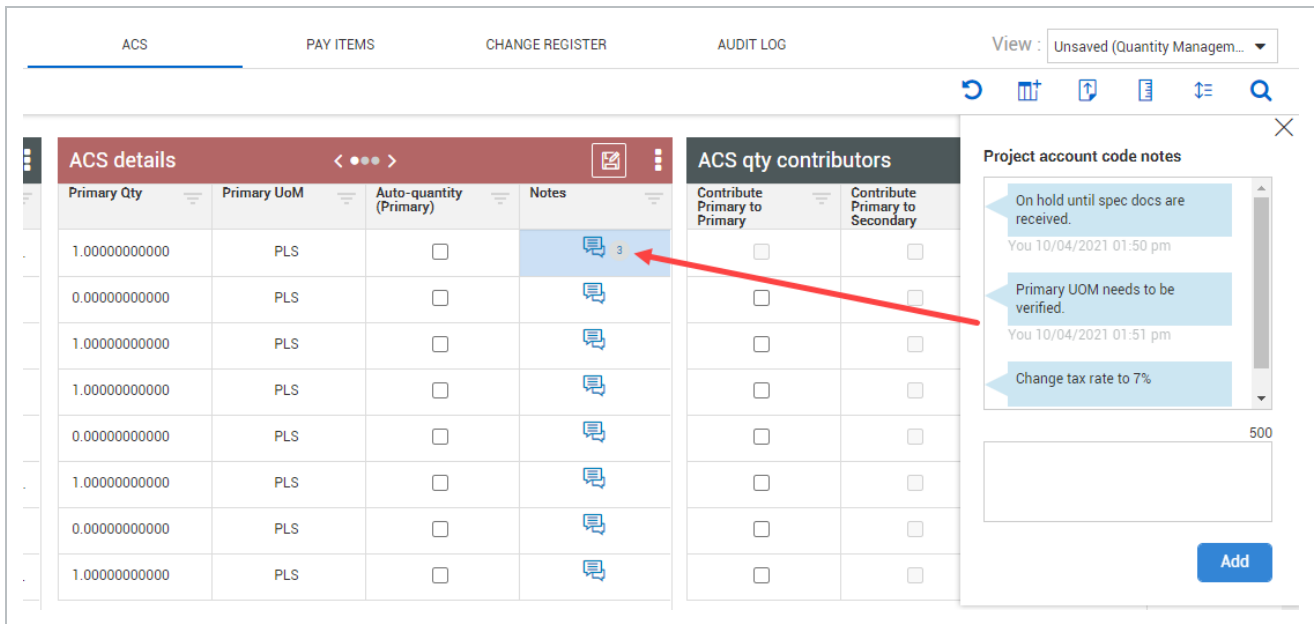 ACS PAY ITEMS CHANGE REGISTER AUDIT LOG View : Unsaved (Quantity Managem...
ACS details
ACS qty contributors
Primary Qty Primary UoM Auto-quantity (Primary) Notes
Contribute Primary to Primary Contribute Primary to Secondary
1.00000000000 PLS 3
0.00000000000 PLS
1.00000000000 PLS
1.00000000000 PLS
0.00000000000 PLS
1.00000000000 PLS
0.00000000000 PLS
1.00000000000 PLS
Project account code notes
On hold until spec docs are
received.
You 10/04/2021 01:50 pm
Primary UOM needs to be
verified.
You 10/04/2021 01:51 pm
Change tax rate to 7%
500
Add